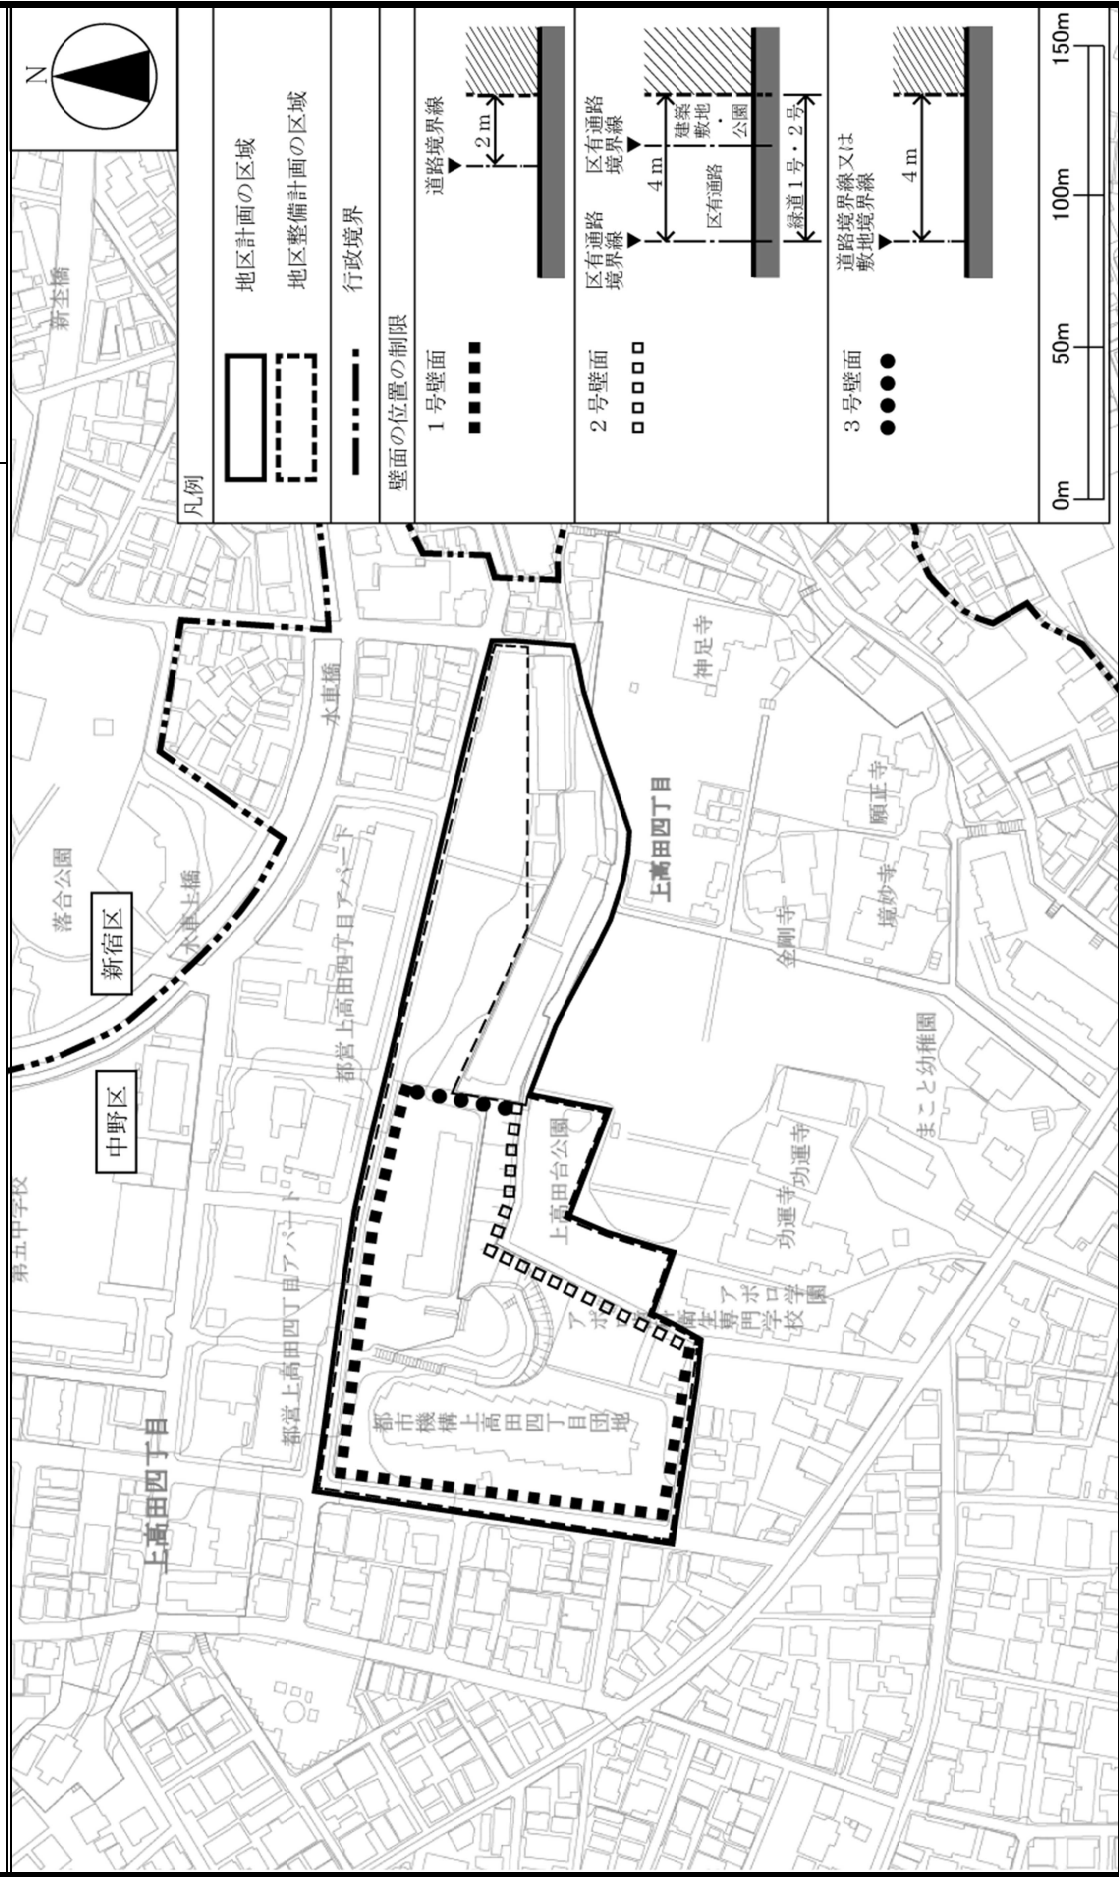 N
凡例
地区計画の区域
地区整備計画の区域
行政境界
壁面の位置の制限
1号壁面
道路境界線
2m
2号壁面
区有通路
境界線
区有通路
境界線
4m
建築
敷地
・
公園
区有通路
緑道1号・2号
3号壁面
道路境界線又は
敷地境界線
4m
0m
50m
100m
150m
新宿区
中野区
落合公園
新杢橋
水車橋
水車上橋
第五中学校
都営上高田四丁目アパート
都営上高田四丁目アパート
上高田四丁目
上高田四丁目
都市機構上高田四丁目団地
上高田台公園
アポロ学園
神足寺
願正寺
境妙寺
金剛寺
まこと幼稚園
功運寺
功運寺